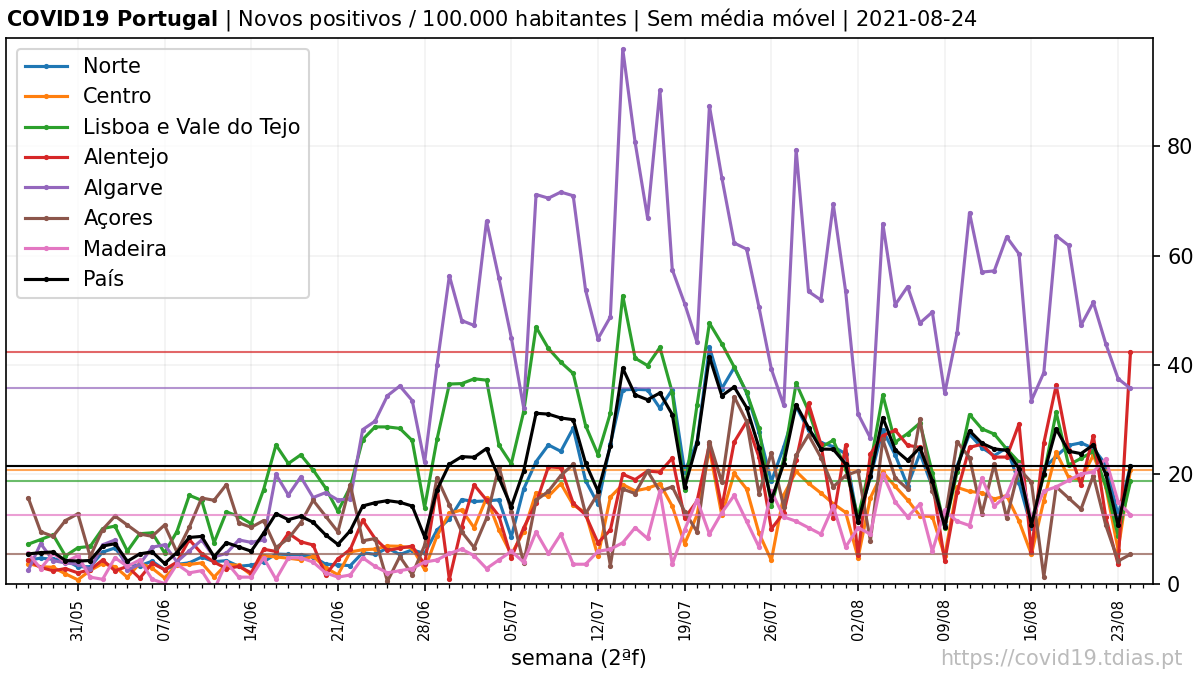 COVID19 Portugal | Novos positivos / 100.000 habitantes | Sem média móvel | 2021-08-24
Norte
Centro
Lisboa e Vale do Tejo
Alentejo
Algarve
Açores
Madeira
País
80
60
40
20
0
31/05 07/06 14/06 21/06 28/06 05/07 12/07 19/07 26/07 02/08 09/08 16/08 23/08
semana (2ªf)
https://covid19.tdias.pt